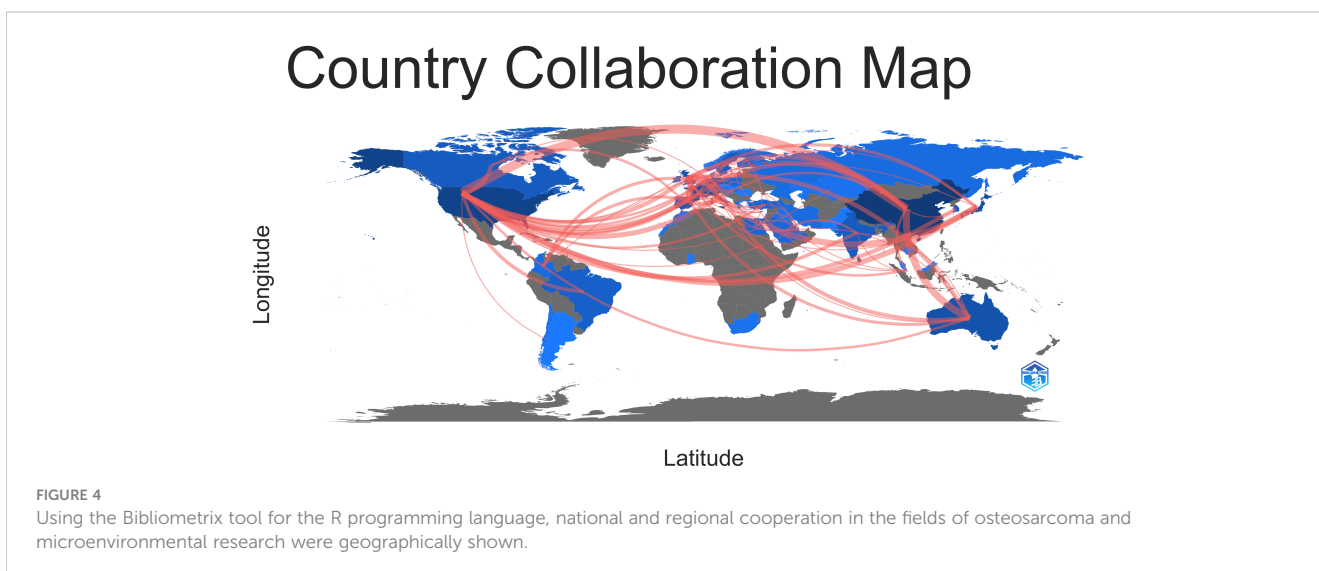 Country Collaboration Map
Longitude
Latitude
FIGURE 4
Using the Bibliometrix tool for the R programming language, national and regional cooperation in the fields of osteosarcoma and
microenvironmental research were geographically shown.